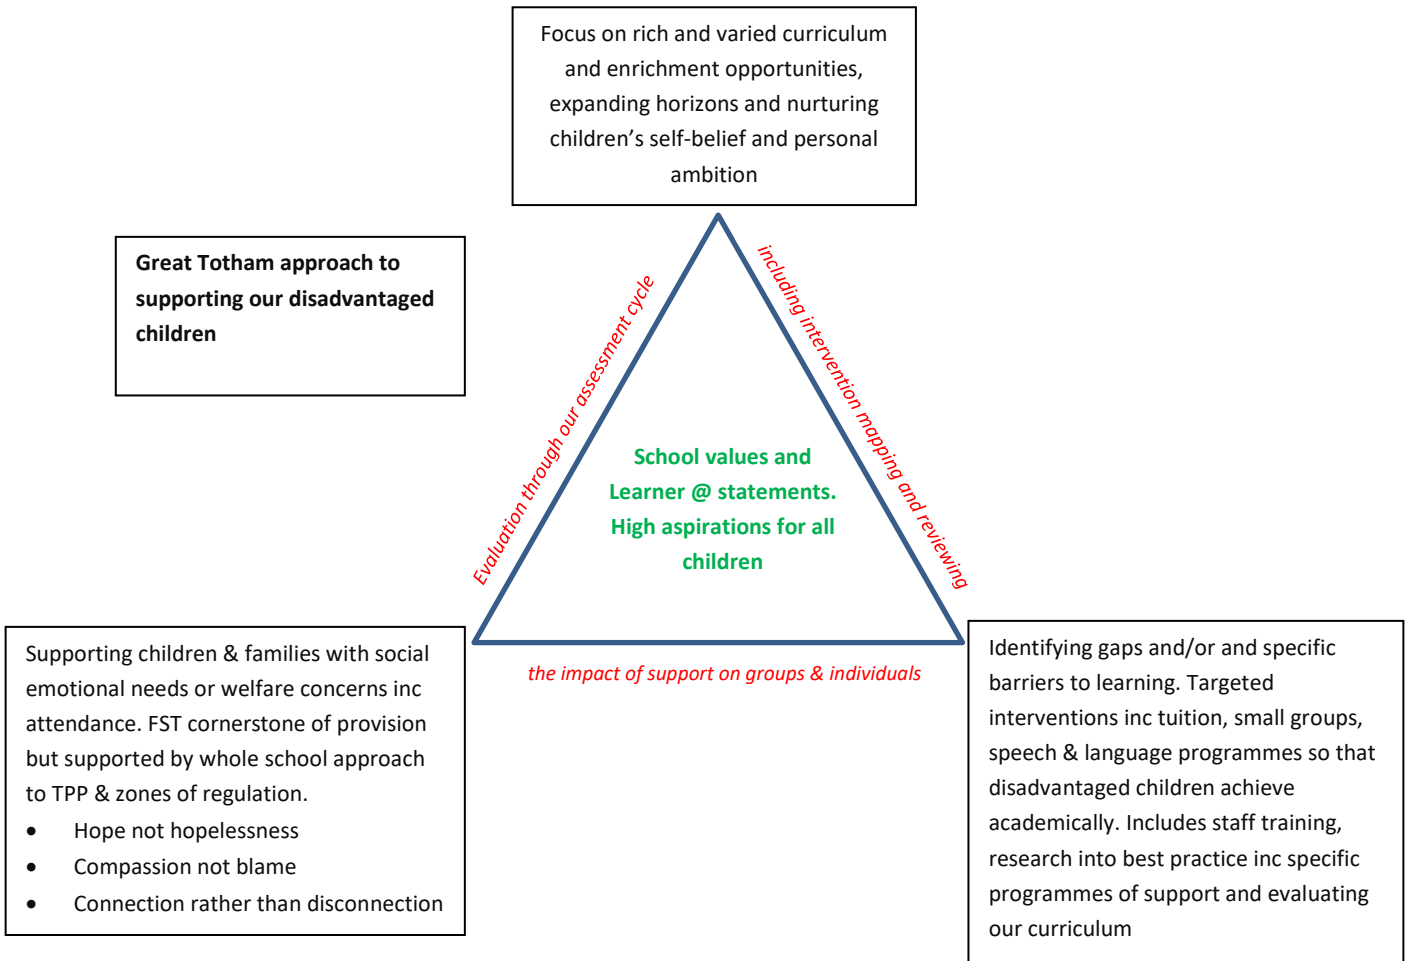 Focus on rich and varied curriculum
and enrichment opportunities,
expanding horizons and nurturing
children’s self-belief and personal
ambition
Great Totham approach to
supporting our disadvantaged
children
Evaluation through our assessment cycle
including intervention mapping and reviewing
the impact of support on groups & individuals
School values and
Learner @ statements.
High aspirations for all
children
Supporting children & families with social
emotional needs or welfare concerns inc
attendance. FST cornerstone of provision
but supported by whole school approach
to TPP & zones of regulation.
• Hope not hopelessness
• Compassion not blame
• Connection rather than disconnection
Identifying gaps and/or and specific
barriers to learning. Targeted
interventions inc tuition, small groups,
speech & language programmes so that
disadvantaged children achieve
academically. Includes staff training,
research into best practice inc specific
programmes of support and evaluating
our curriculum